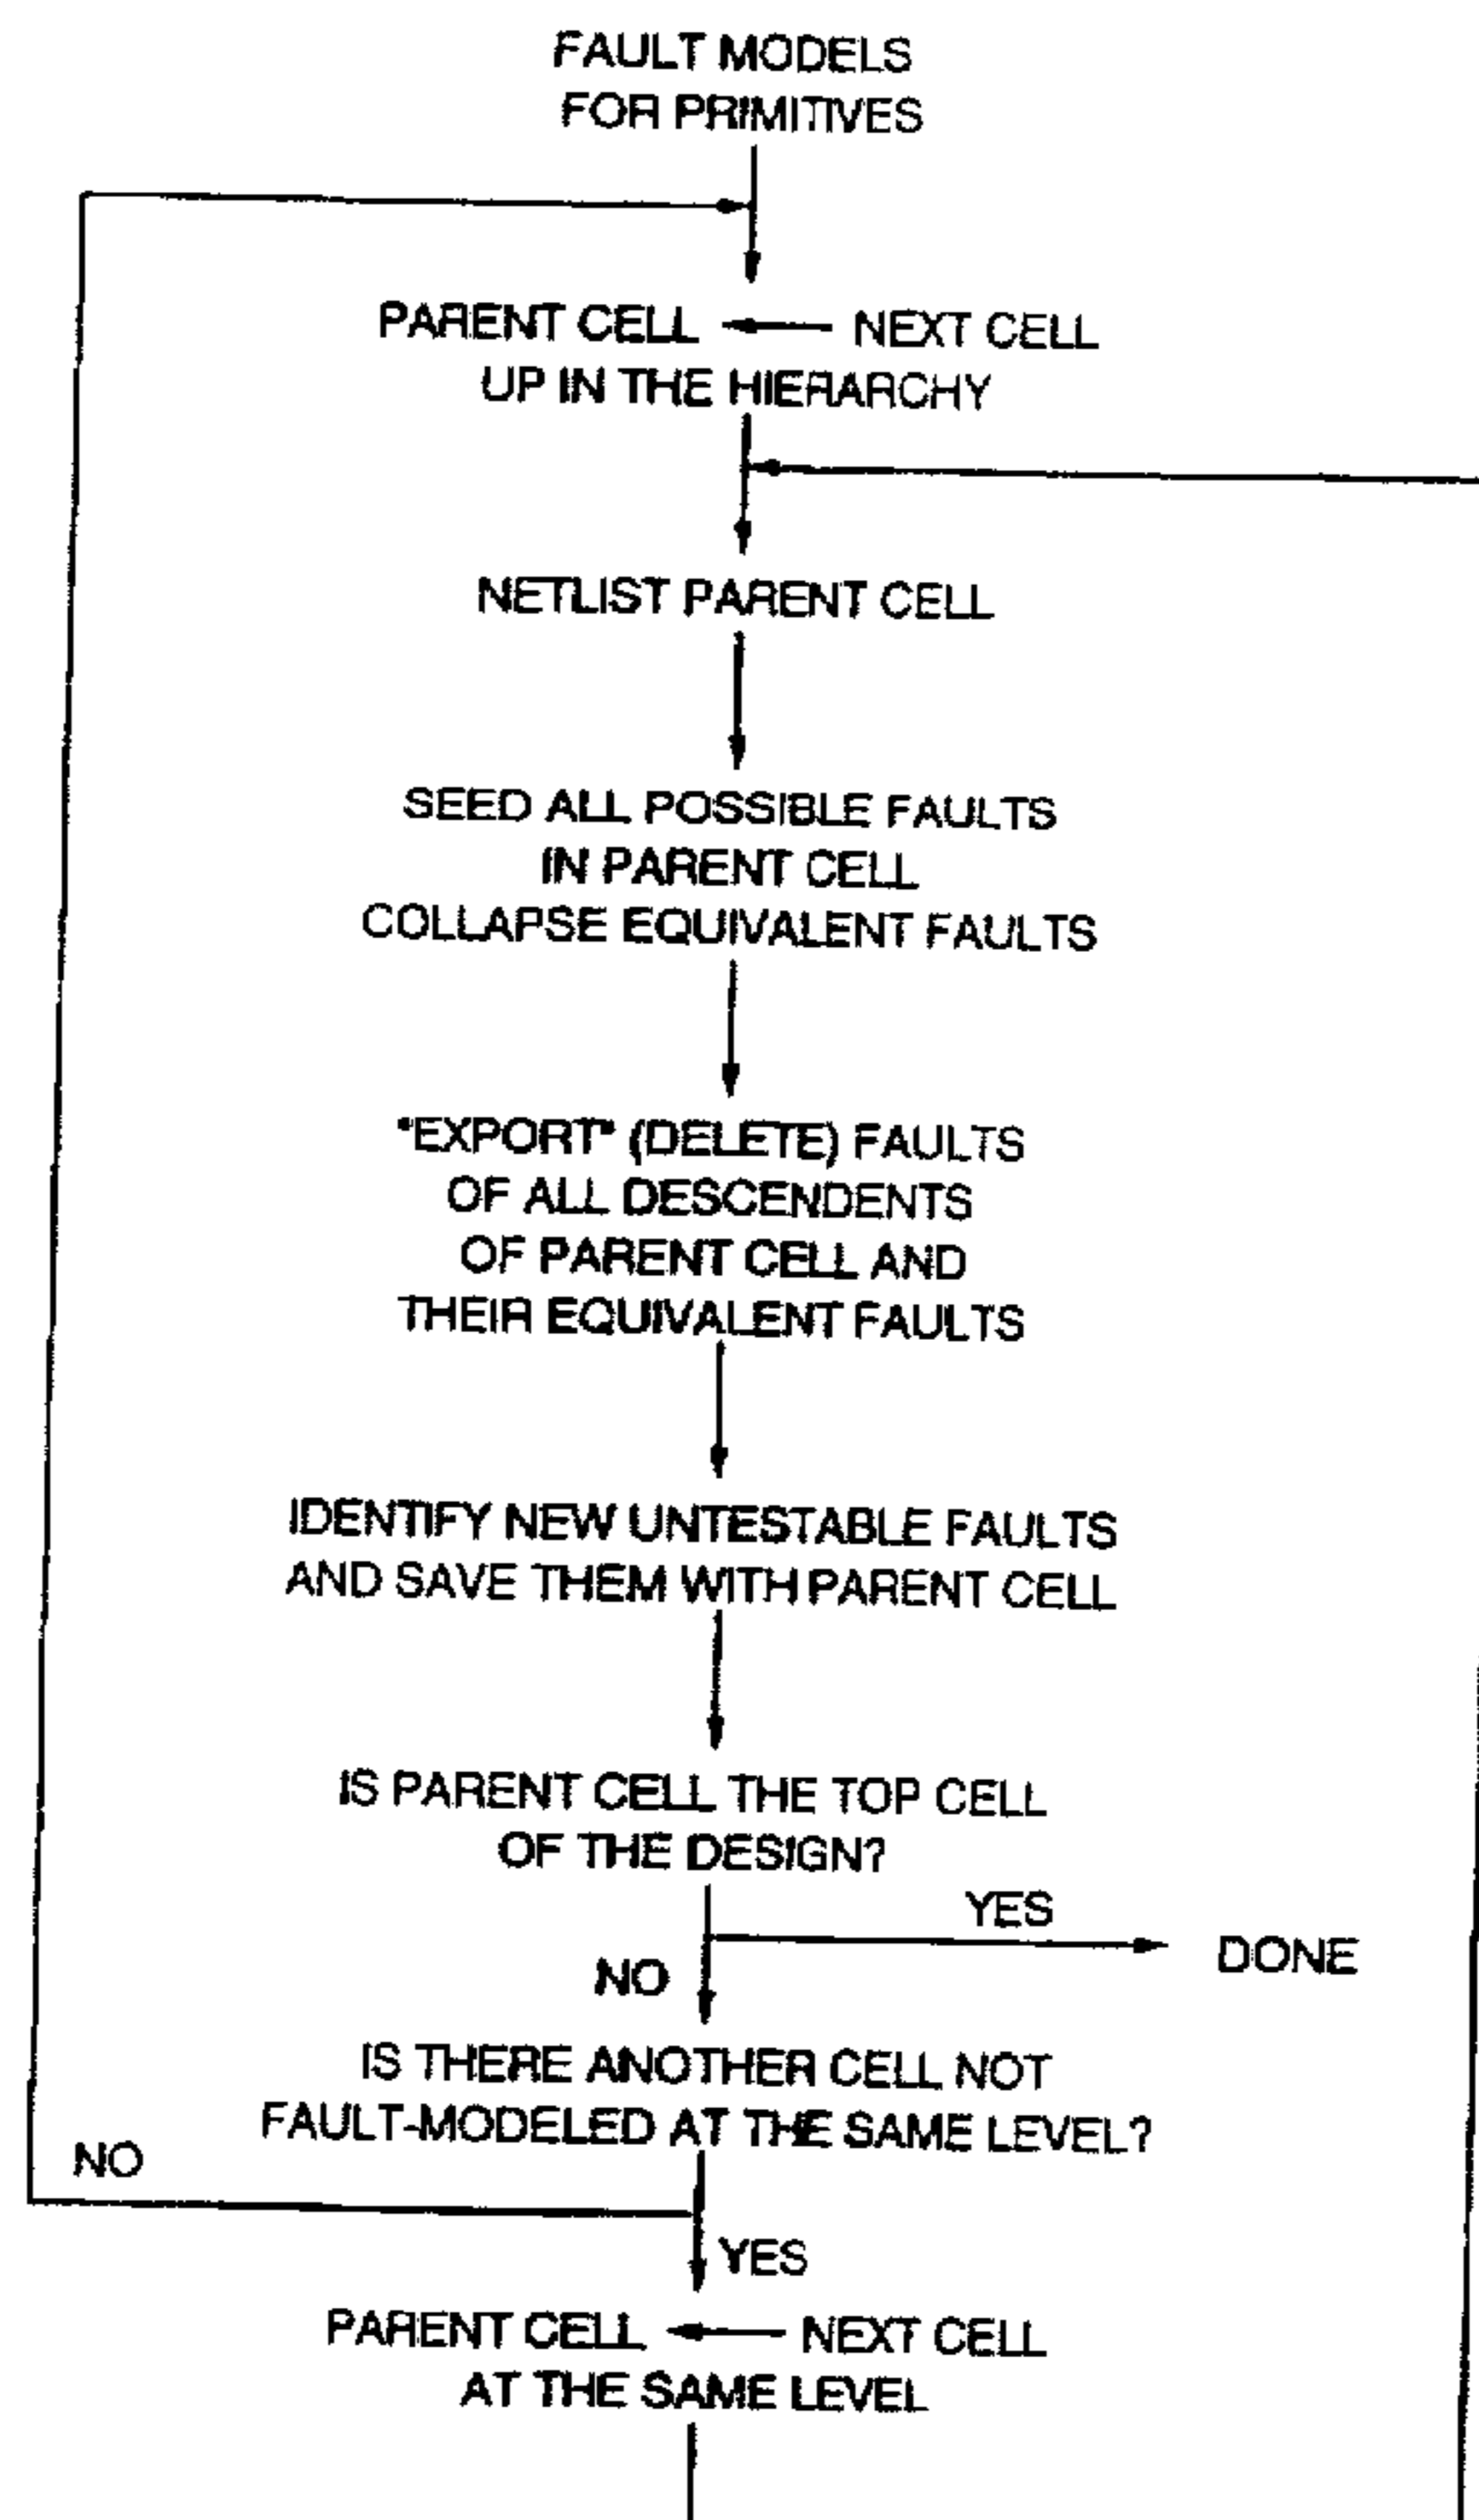 FAULT MODELS
FOR PRIMITIVES
PARENT CELL NEXT CELL
UP IN THE HIERARCHY
NETLIST PARENT CELL
SEED ALL POSSIBLE FAULTS
IN PARENT CELL
COLLAPSE EQUIVALENT FAULTS
"EXPORT" (DELETE) FAULTS
OF ALL DESCENDENTS
OF PARENT CELL AND
THEIR EQUIVALENT FAULTS
IDENTIFY NEW UNTESTABLE FAULTS
AND SAVE THEM WITH PARENT CELL
IS PARENT CELL THE TOP CELL
OF THE DESIGN?
YES
DONE
NO
IS THERE ANOTHER CELL NOT
FAULT-MODELED AT THE SAME LEVEL?
NO
YES
PARENT CELL NEXT CELL
AT THE SAME LEVEL